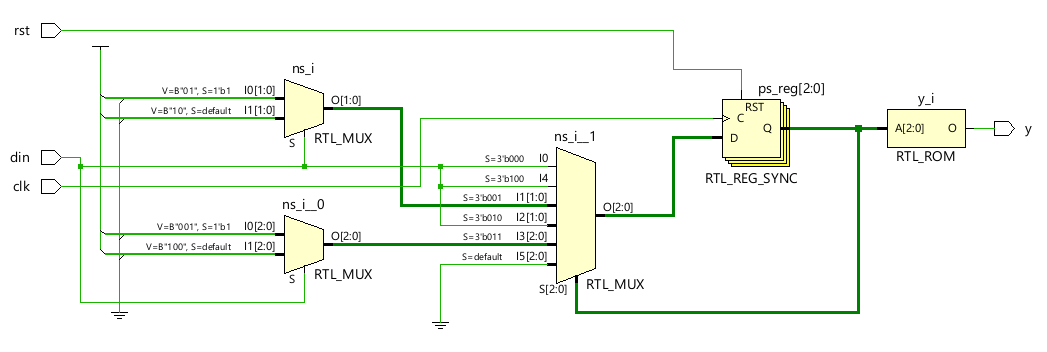 rst
ns_i
V=B"01", S=1'b1 I0[1:0]
V=B"10", S=default I1[1:0]
O[1:0]
S
RTL_MUX
ps_reg[2:0]
RST
C
D
Q
RTL_REG_SYNC
y_i
A[2:0] O
RTL_ROM
y
din
clk
ns_i__1
S=3'b000 I0
S=3'b100 I4
S=3'b001 I1[1:0]
S=3'b010 I2[1:0]
S=3'b011 I3[2:0]
S=default I5[2:0]
O[2:0]
S[2:0]
RTL_MUX
ns_i__0
V=B"001", S=1'b1 I0[2:0]
V=B"100", S=default I1[2:0]
O[2:0]
S
RTL_MUX